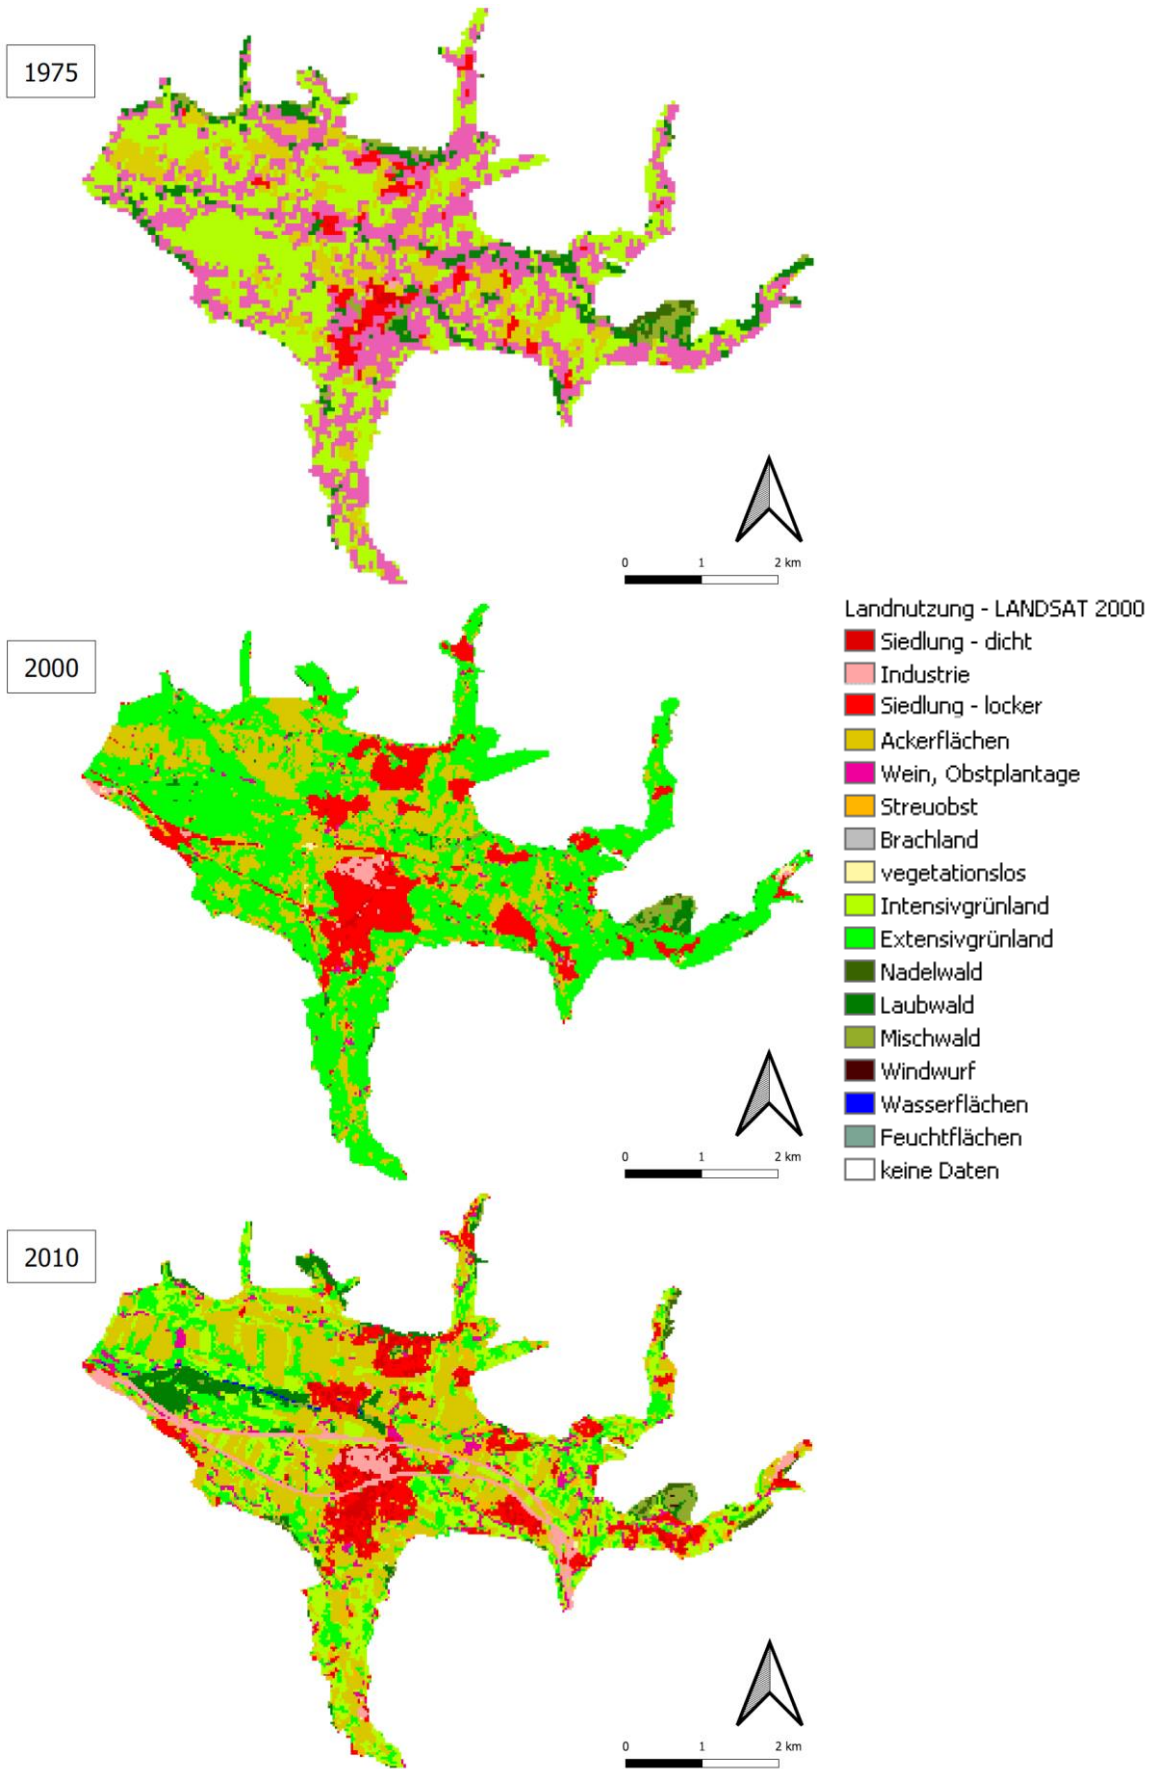 1975
0 1 2 km
Landnutzung - LANDSAT 2000
Siedlung - dicht
Industrie
Siedlung - locker
Ackerflächen
Wein, Obstplantage
Streuobst
Brachland
vegetationslos
Intensivgrünland
Extensivgrünland
Nadelwald
Laubwald
Mischwald
Windwurf
Wasserflächen
Feuchtflächen
keine Daten
2000
0 1 2 km
2010
0 1 2 km